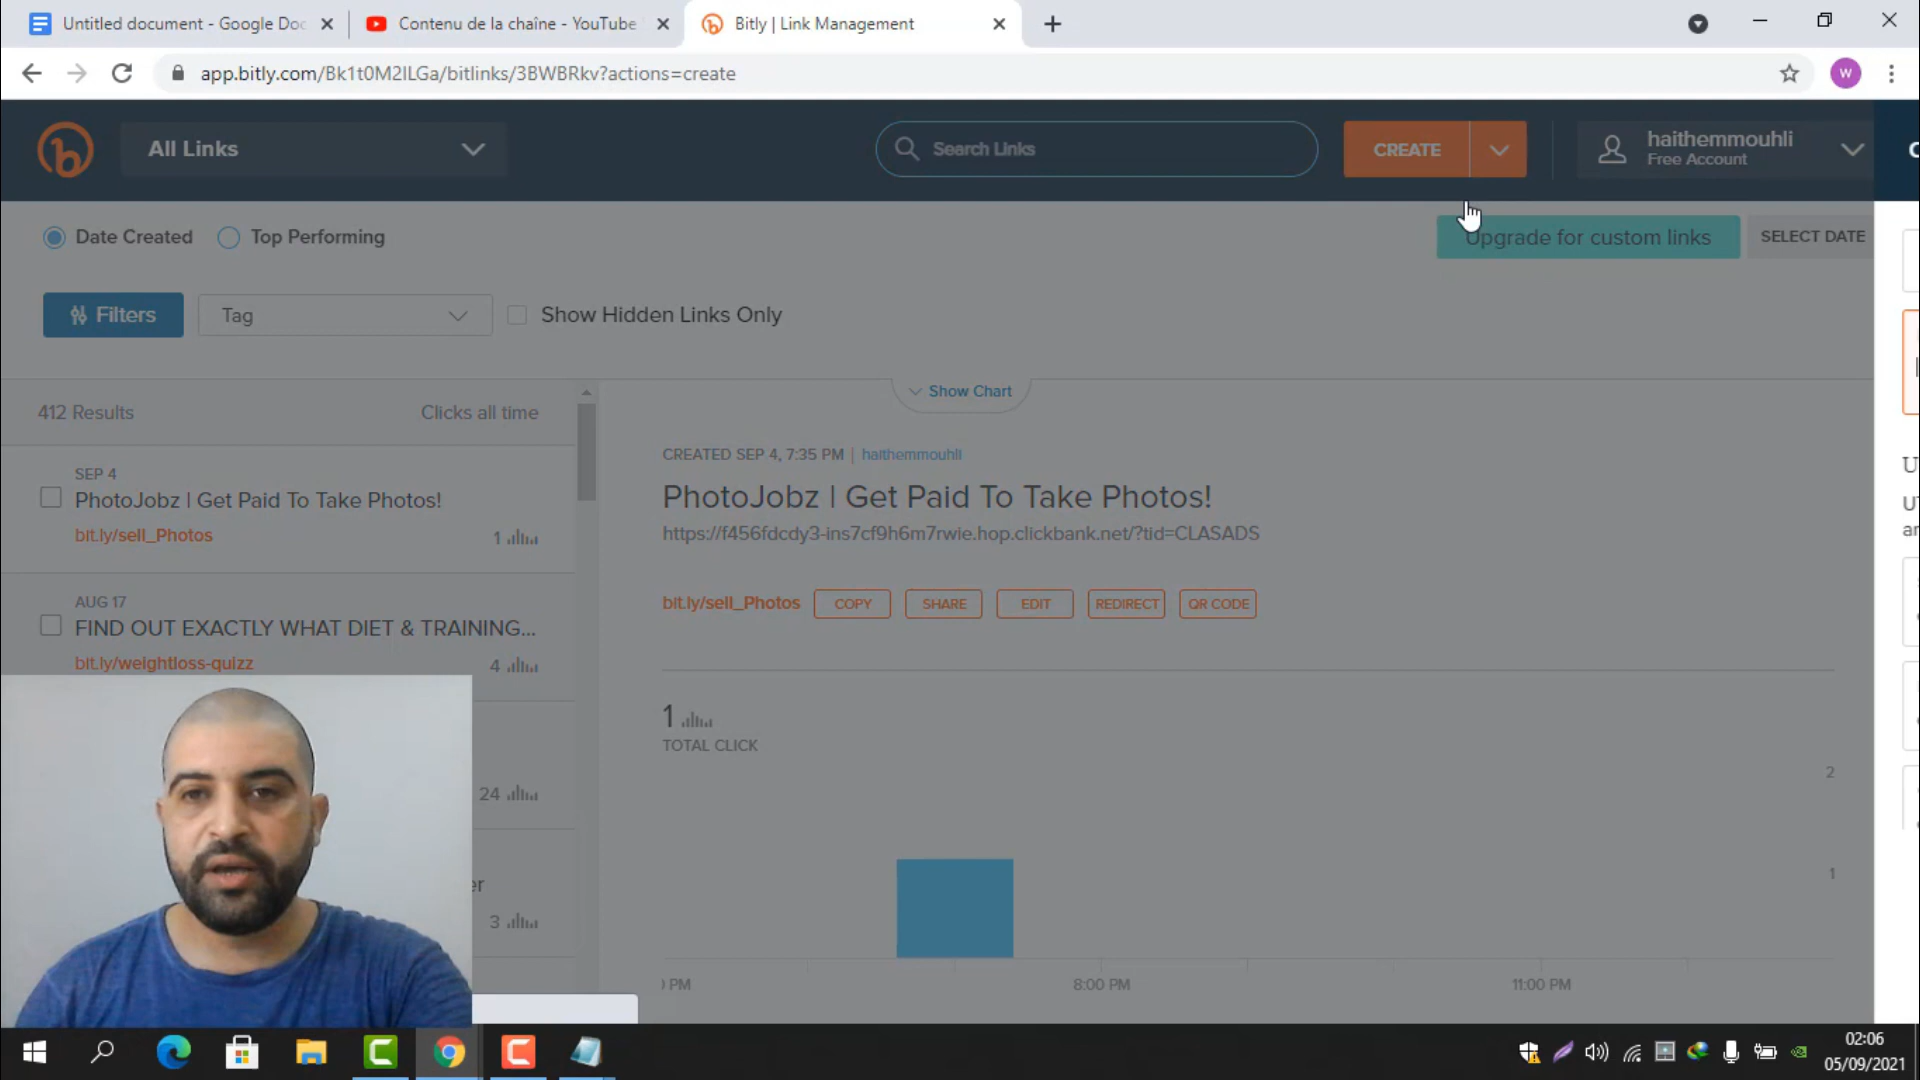 Untitled document - Google Doc
Contenu de la chaîne - YouTube
Bitly | Link Management
app.bitly.com/Bk1t0M2ILGa/bitlinks/3BWBRkv?actions=create
W
All Links
Search Links
CREATE
haithemmouhli
Free Account
Date Created
Top Performing
Upgrade for custom links
SELECT DATE
Filters
Tag
Show Hidden Links Only
412 Results
Clicks all time
Show Chart
SEP 4
PhotoJobz | Get Paid To Take Photos!
bit.ly/sell_Photos
1
AUG 17
FIND OUT EXACTLY WHAT DIET & TRAINING...
bit.ly/weightloss-quizz
4
24
er
3
CREATED SEP 4, 7:35 PM | haithemmouhli
PhotoJobz | Get Paid To Take Photos!
https://f456fdcdy3-ins7cf9h6m7rwie.hop.clickbank.net/?tid=CLASADS
bit.ly/sell_Photos
COPY
SHARE
EDIT
REDIRECT
QR CODE
1
TOTAL CLICK
2
1
PM
8:00 PM
11:00 PM
02:06
05/09/2021